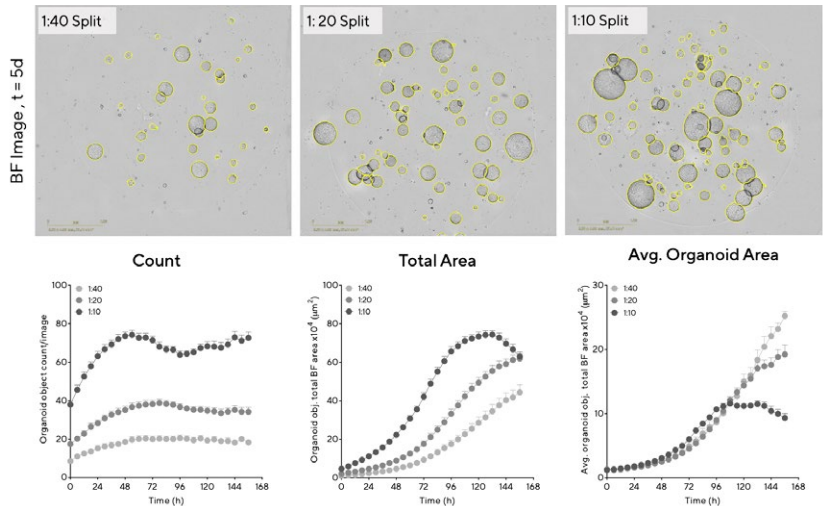 1:40 Split
1: 20 Split
1:10 Split
BF Image , t = 5d
Count
Total Area
Avg. Organoid Area
Organoid object count/image
100
80
60
40
20
0
1:40
1:20
1:10
0 24 48 72 96 120 144 168
Time (h)
Organoid obj. total BF area x10⁴ (µm²)
100
80
60
40
20
0
1:40
1:20
1:10
0 24 48 72 96 120 144 168
Time (h)
Avg. organoid obj. total BF area x10⁴ (µm²)
30
20
10
0
1:40
1:20
1:10
0 24 48 72 96 120 144 168
Time (h)